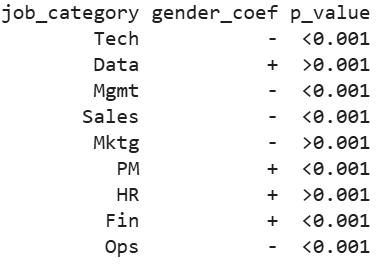 job_category gender_coef p_value
Tech - <0.001
Data + >0.001
Mgmt - <0.001
Sales - <0.001
Mktg - >0.001
PM + <0.001
HR + >0.001
Fin + <0.001
Ops - <0.001